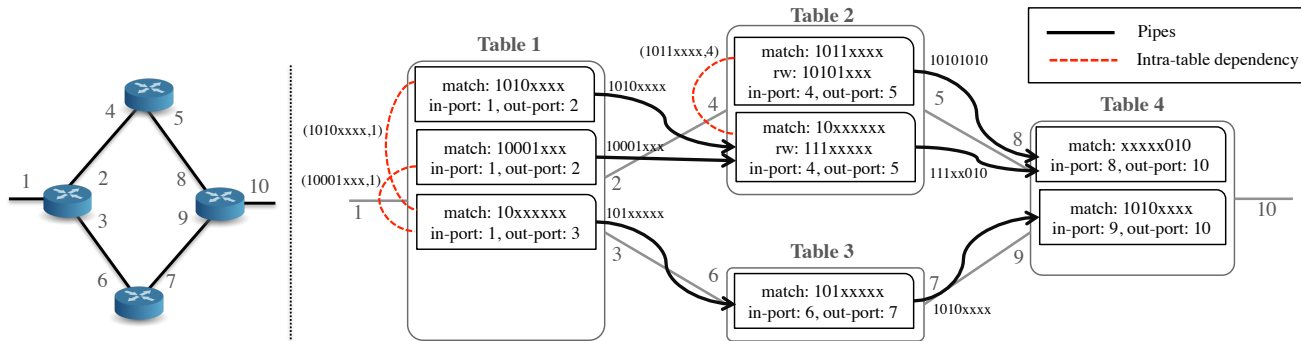 1
2
3
4
5
6
7
8
9
10
Table 1
match: 1010xxxx
in-port: 1, out-port: 2
match: 10001xxx
in-port: 1, out-port: 2
match: 10xxxxxx
in-port: 1, out-port: 3
(1010xxxx,1)
(10001xxx,1)
1
1010xxxx
10001xxx
101xxxxx
2
3
4
6
Table 2
(1011xxxx,4)
match: 1011xxxx
rw: 10101xxx
in-port: 4, out-port: 5
match: 10xxxxxx
rw: 111xxxxx
in-port: 4, out-port: 5
10101010
5
111xx010
Table 3
match: 101xxxxx
in-port: 6, out-port: 7
7
1010xxxx
8
9
Table 4
match: xxxxx010
in-port: 8, out-port: 10
match: 1010xxxx
in-port: 9, out-port: 10
10
Pipes
Intra-table dependency